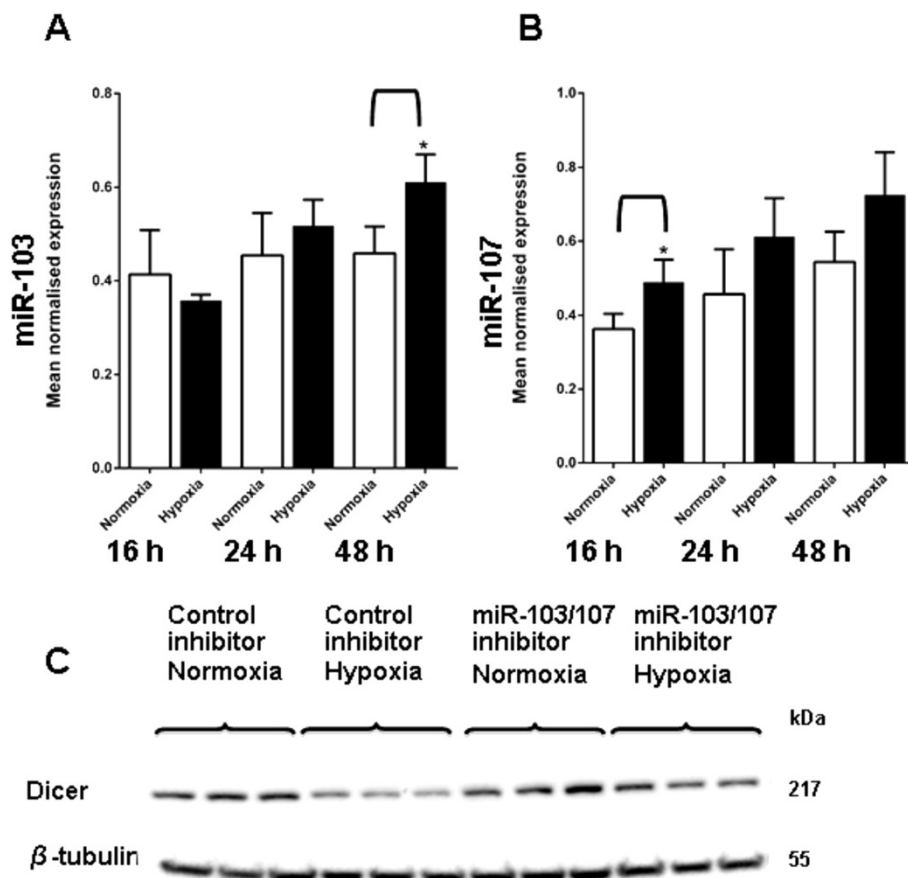 A
miR-103
Mean normalised expression
0.8
0.6
0.4
0.2
0.0
*
Normoxia
Hypoxia
Normoxia
Hypoxia
Normoxia
Hypoxia
16 h
24 h
48 h
B
miR-107
Mean normalised expression
1.0
0.8
0.6
0.4
0.2
0.0
*
Normoxia
Hypoxia
Normoxia
Hypoxia
Normoxia
Hypoxia
16 h
24 h
48 h
C
Control
inhibitor
Normoxia
Control
inhibitor
Hypoxia
miR-103/107
inhibitor
Normoxia
miR-103/107
inhibitor
Hypoxia
kDa
Dicer
217
β-tubulin
55